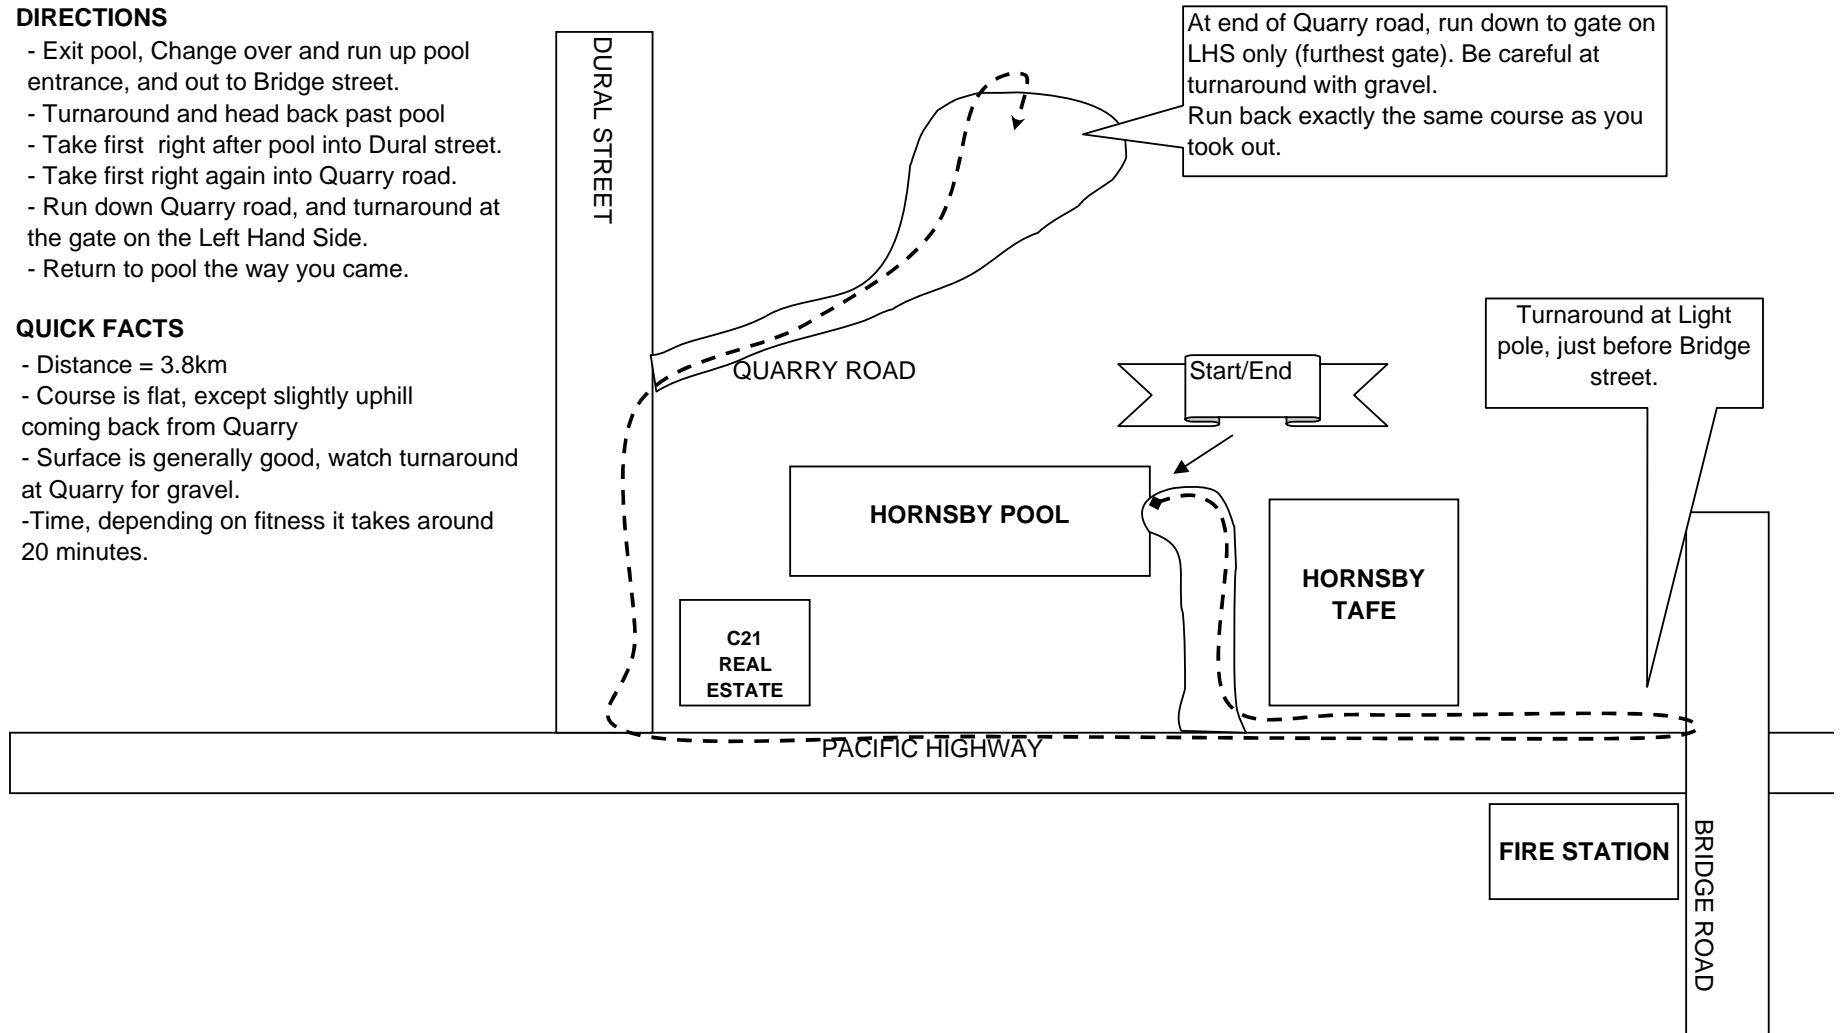 DIRECTIONS
- Exit pool, Change over and run up pool
entrance, and out to Bridge street.
- Turnaround and head back past pool
- Take first  right after pool into Dural street.
- Take first right again into Quarry road.
- Run down Quarry road, and turnaround at
the gate on the Left Hand Side.
- Return to pool the way you came.
QUICK FACTS
- Distance = 3.8km
- Course is flat, except slightly uphill
coming back from Quarry
- Surface is generally good, watch turnaround
at Quarry for gravel.
-Time, depending on fitness it takes around
20 minutes.
DURAL STREET
At end of Quarry road, run down to gate on
LHS only (furthest gate). Be careful at
turnaround with gravel.
Run back exactly the same course as you
took out.
QUARRY ROAD
Start/End
Turnaround at Light
pole, just before Bridge
street.
HORNSBY POOL
HORNSBY
TAFE
C21
REAL
ESTATE
PACIFIC HIGHWAY
FIRE STATION
BRIDGE ROAD